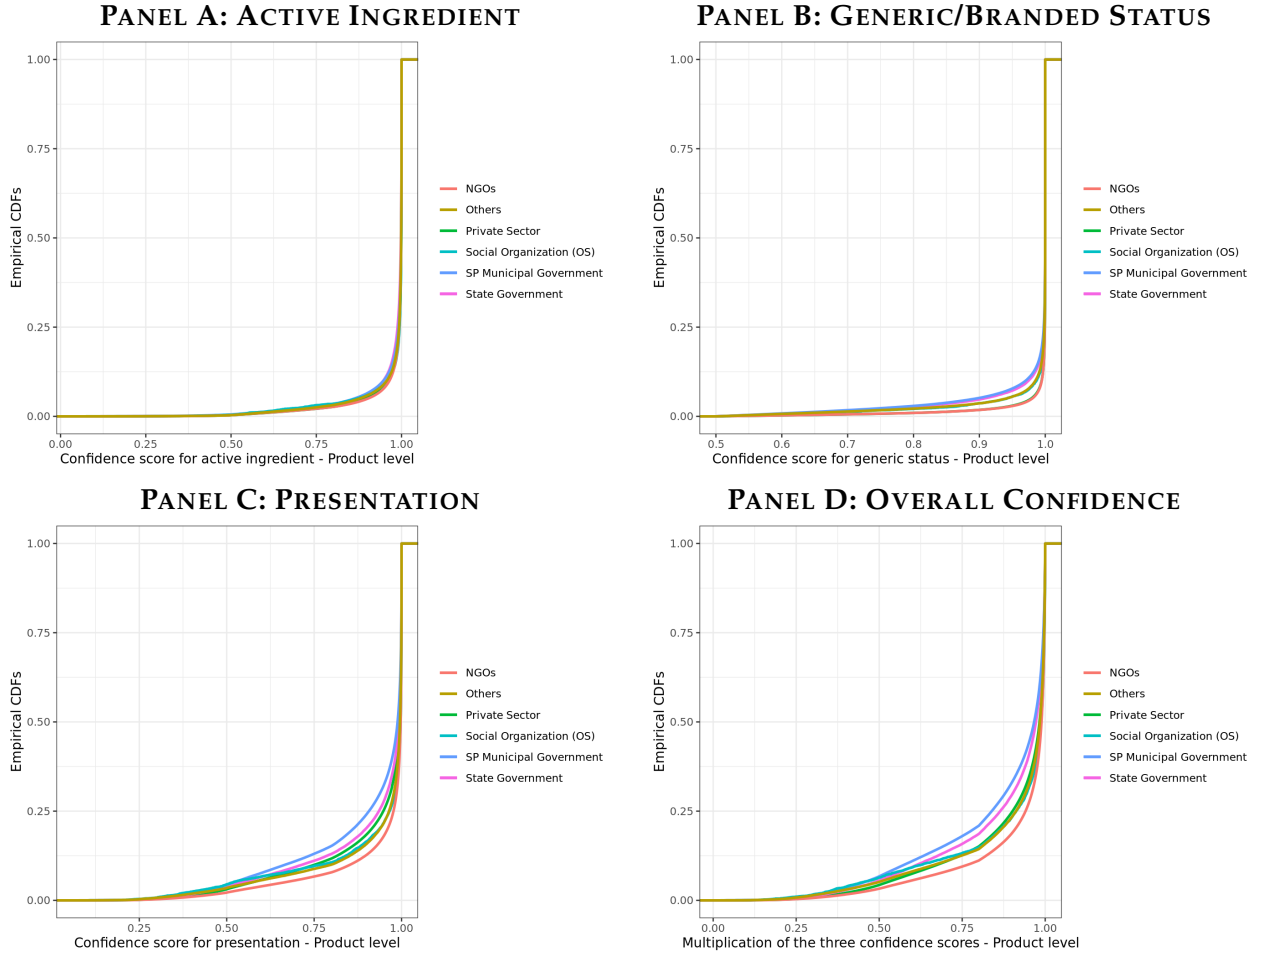 PANEL A: ACTIVE INGREDIENT
1.00
0.75
0.50
0.25
0.00
Empirical CDFs
0.00 0.25 0.50 0.75 1.00
Confidence score for active ingredient - Product level
NGOs
Others
Private Sector
Social Organization (OS)
SP Municipal Government
State Government
PANEL B: GENERIC/BRANDED STATUS
1.00
0.75
0.50
0.25
0.00
Empirical CDFs
0.5 0.6 0.7 0.8 0.9 1.0
Confidence score for generic status - Product level
NGOs
Others
Private Sector
Social Organization (OS)
SP Municipal Government
State Government
PANEL C: PRESENTATION
1.00
0.75
0.50
0.25
0.00
Empirical CDFs
0.25 0.50 0.75 1.00
Confidence score for presentation - Product level
NGOs
Others
Private Sector
Social Organization (OS)
SP Municipal Government
State Government
PANEL D: OVERALL CONFIDENCE
1.00
0.75
0.50
0.25
0.00
Empirical CDFs
0.00 0.25 0.50 0.75 1.00
Multiplication of the three confidence scores - Product level
NGOs
Others
Private Sector
Social Organization (OS)
SP Municipal Government
State Government